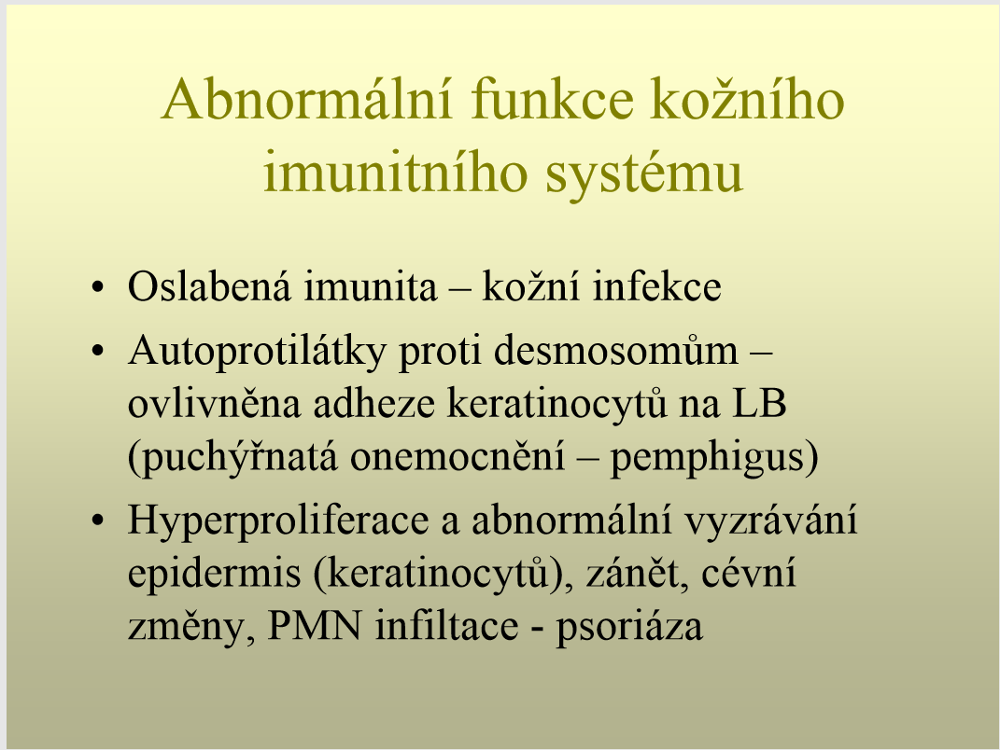 Abnormální funkce kožního
imunitního systému
• Oslabená imunita – kožní infekce
• Autoprotilátky proti desmosomům –
ovlivněna adheze keratinocytů na LB
(puchýřnatá onemocnění – pemphigus)
• Hyperproliferace a abnormální vyzrávání
epidermis (keratinocytů), zánět, cévní
změny, PMN infiltace - psoriáza